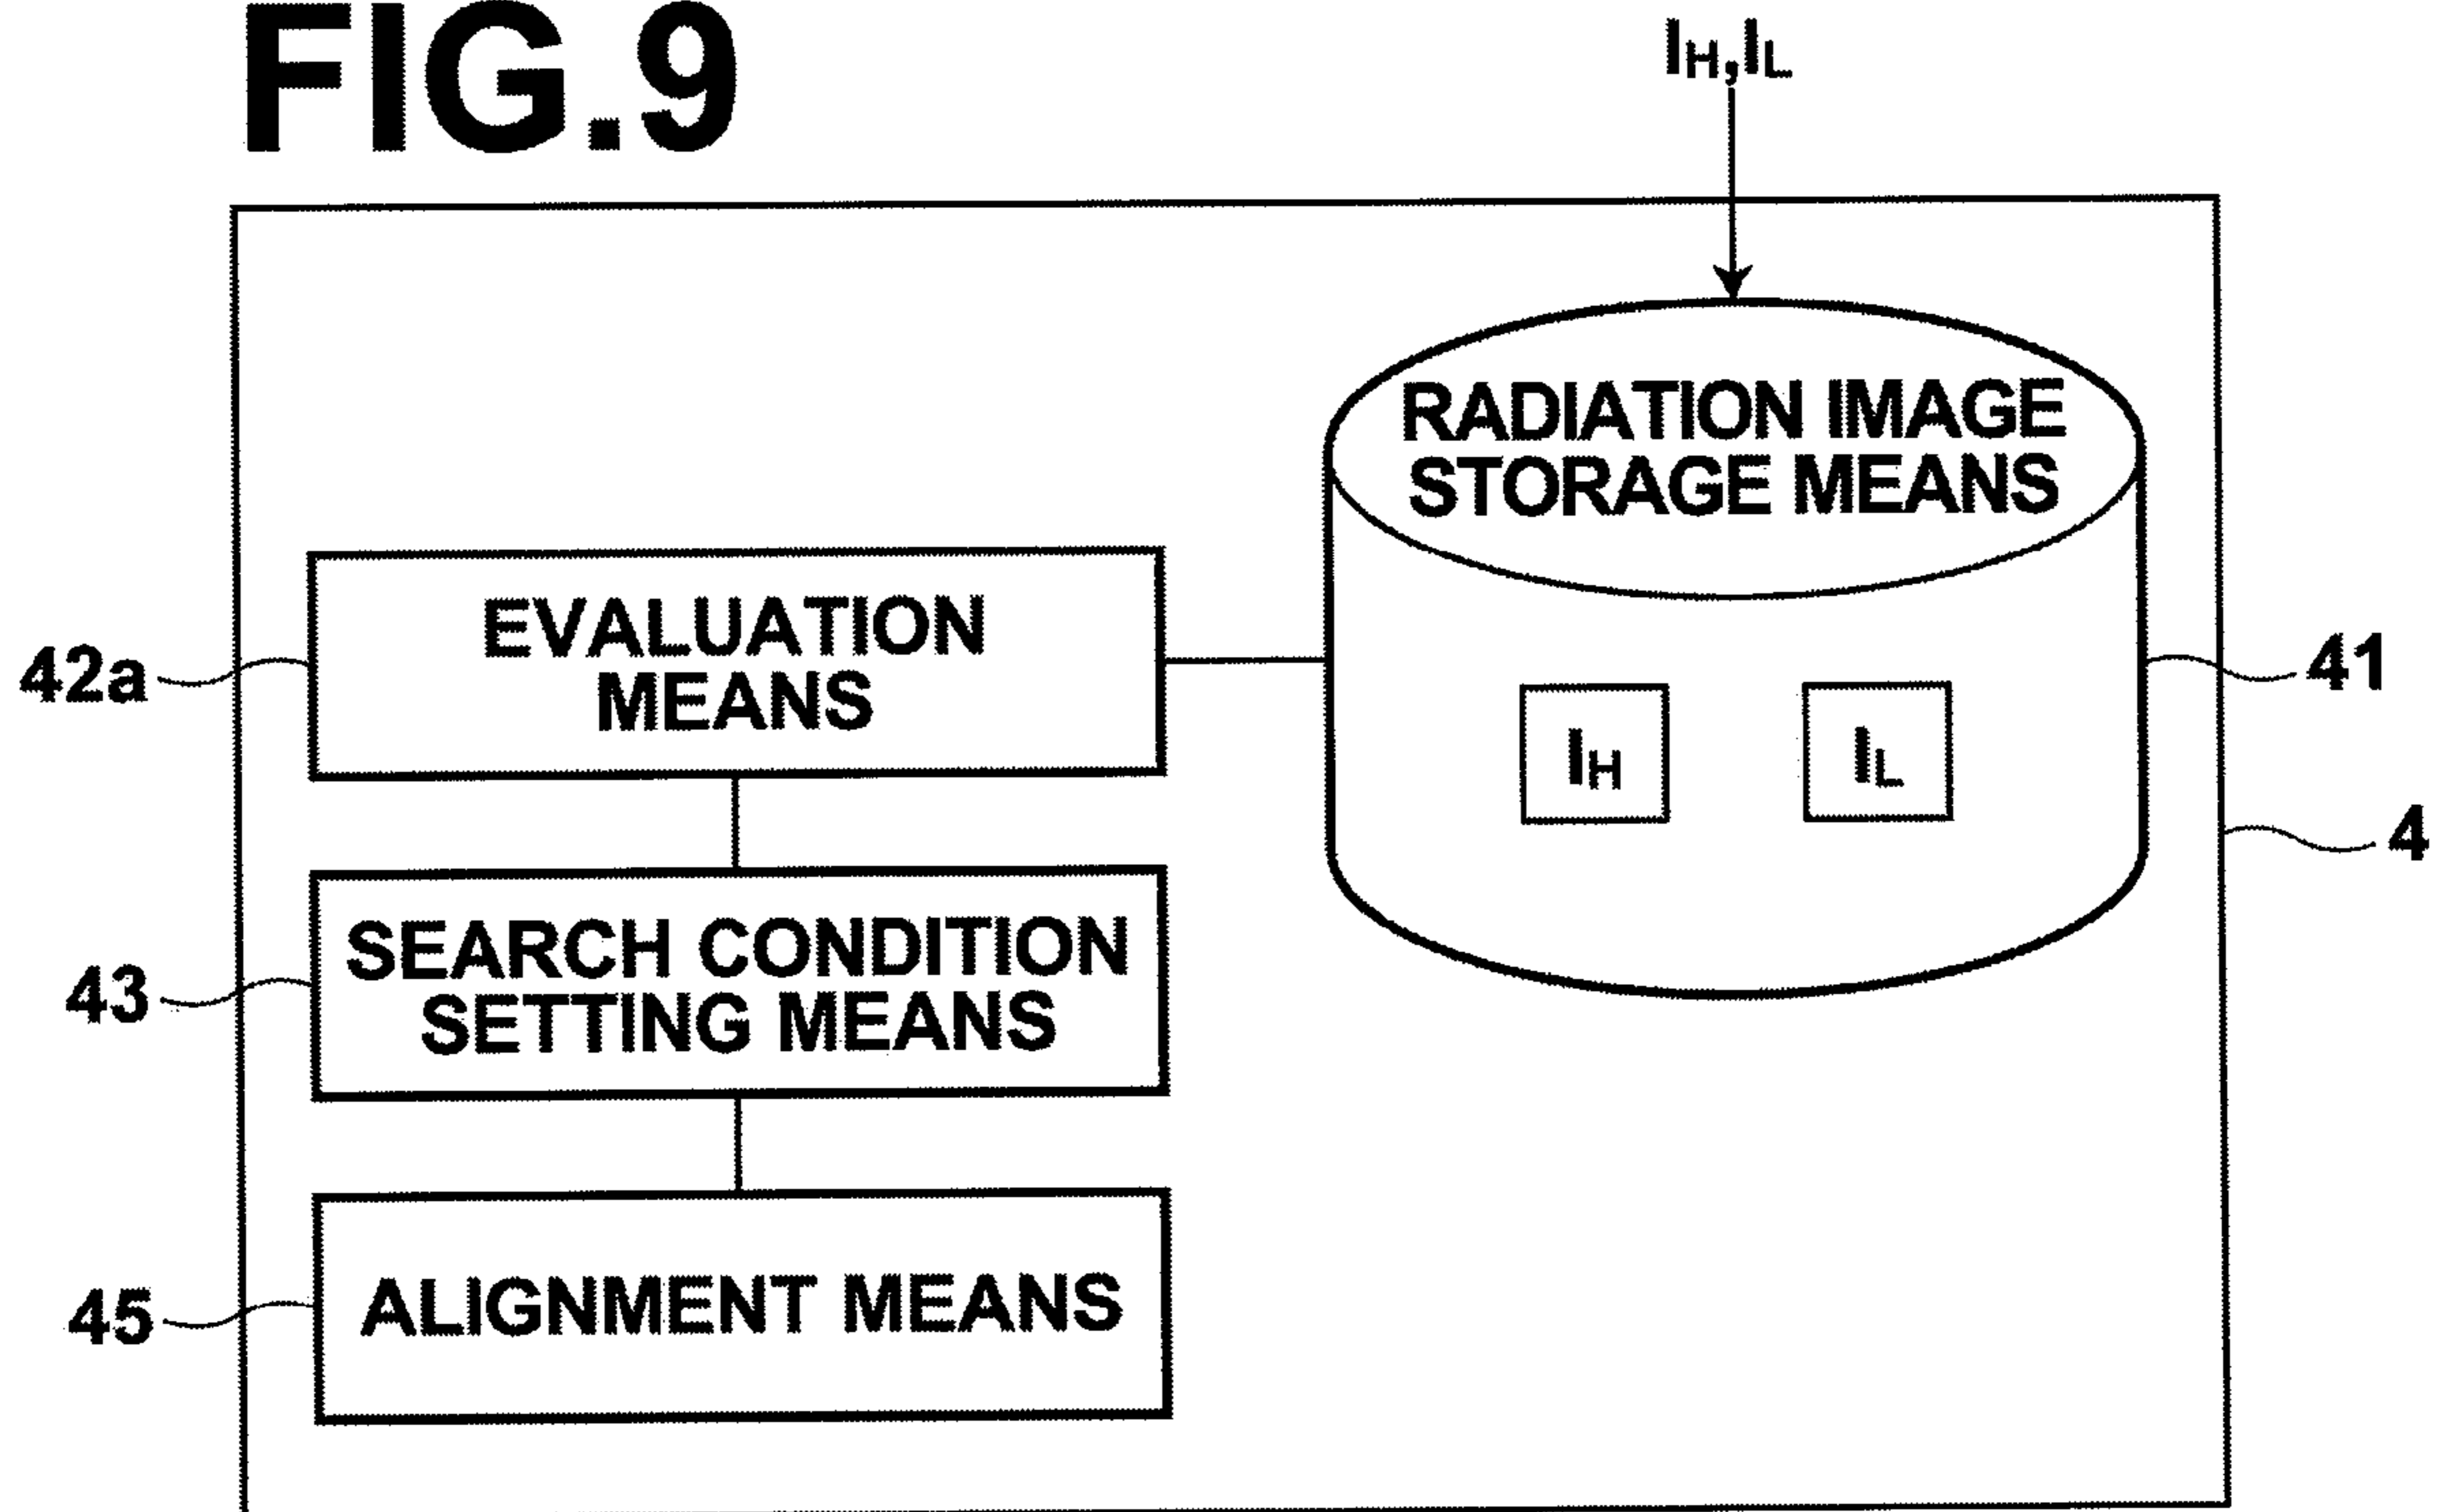 FIG.9
IH,IL
RADIATION IMAGE
STORAGE MEANS
EVALUATION
MEANS
42a
41
IH
IL
4
SEARCH CONDITION
SETTING MEANS
43
ALIGNMENT MEANS
45